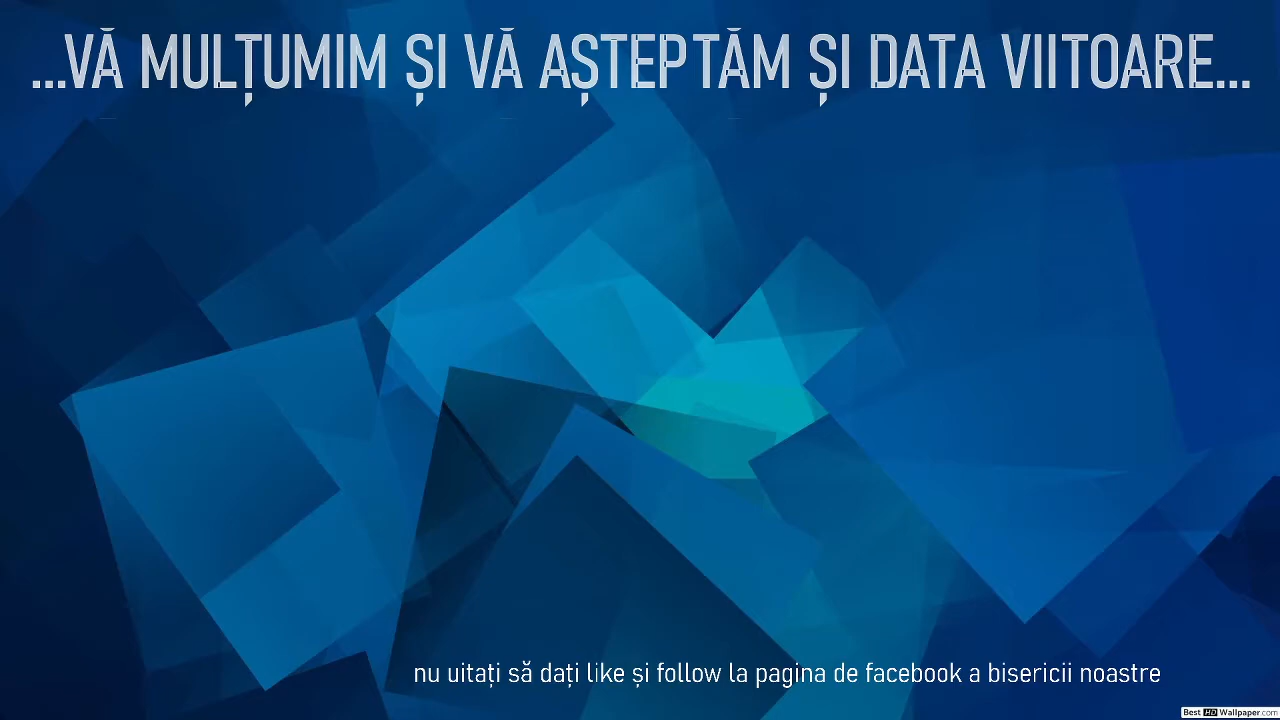 ...VĂ MULȚUMIM ȘI VĂ AȘTEPTĂM ȘI DATA VIITOARE...
nu uitați să dați like și follow la pagina de facebook a bisericii noastre
Best HD Wallpaper.com